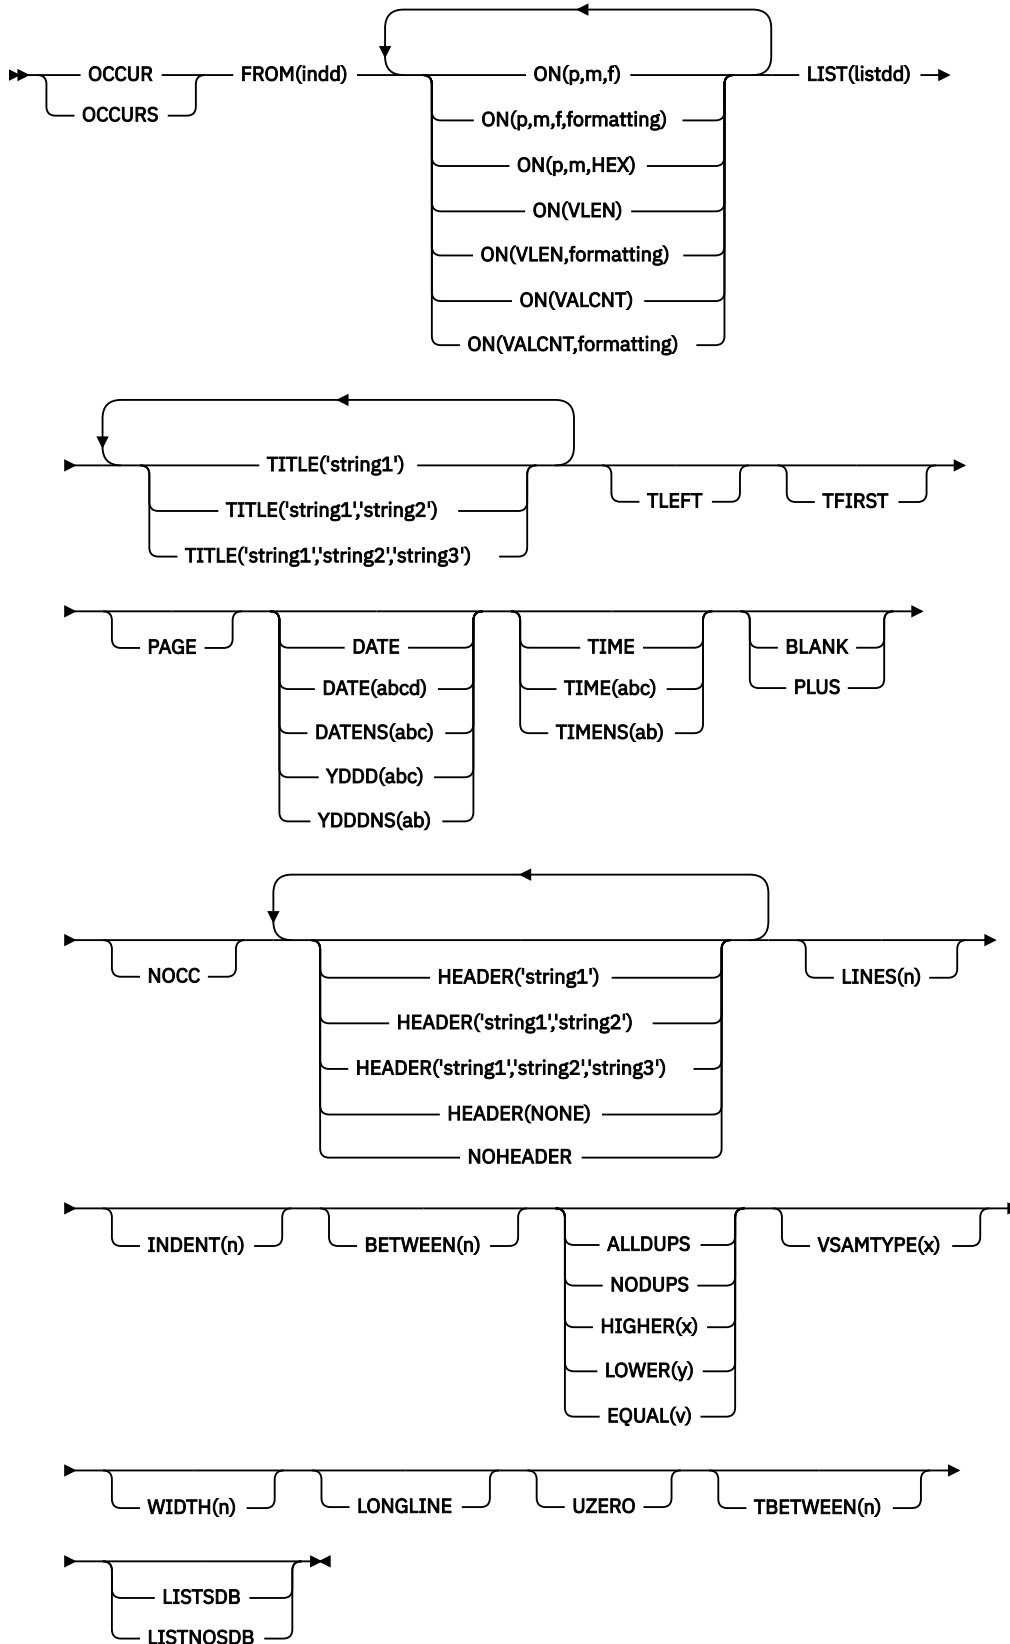 OCCUR
OCCURS
FROM(indd)
ON(p,m,f)
ON(p,m,f,formatting)
ON(p,m,HEX)
ON(VLEN)
ON(VLEN,formatting)
ON(VALCNT)
ON(VALCNT,formatting)
LIST(listdd)
TITLE('string1')
TITLE('string1','string2')
TITLE('string1','string2','string3')
TLEFT
TFIRST
PAGE
DATE
DATE(abcd)
DATENS(abc)
YDDD(abc)
YDDDNS(ab)
TIME
TIME(abc)
TIMENS(ab)
BLANK
PLUS
NOCC
HEADER('string1')
HEADER('string1','string2')
HEADER('string1','string2','string3')
HEADER(NONE)
NOHEADER
LINES(n)
INDENT(n)
BETWEEN(n)
ALLDUPS
NODUPS
HIGHER(x)
LOWER(y)
EQUAL(v)
VSAMTYPE(x)
WIDTH(n)
LONGLINE
UZERO
TBETWEEN(n)
LISTSDB
LISTNOSDB